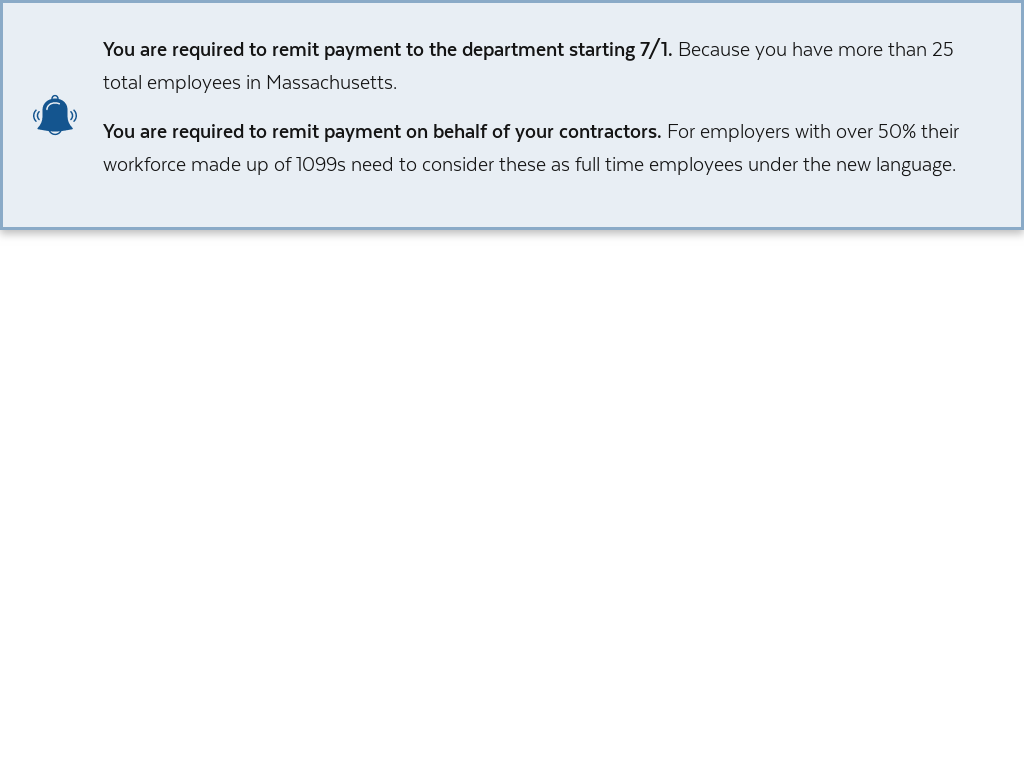 You are required to remit payment to the department starting 7/1. Because you have more than 25
total employees in Massachusetts.
You are required to remit payment on behalf of your contractors. For employers with over 50% their
workforce made up of 1099s need to consider these as full time employees under the new language.